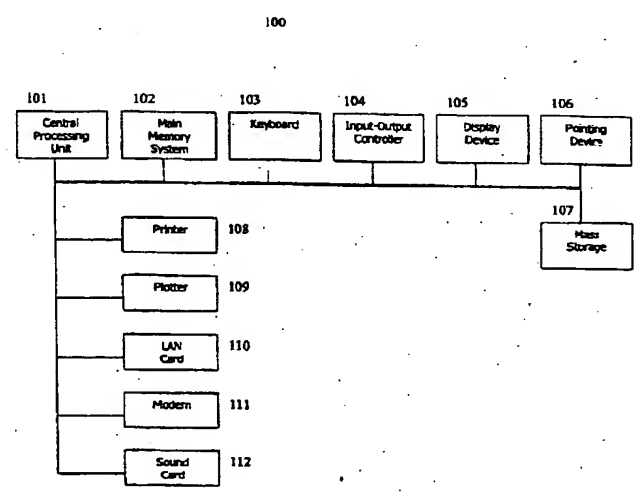 100
101
102
103
104
105
106
Central
Processing
Unit
Main
Memory
System
Keyboard
Input-Output
Controller
Display
Device
Pointing
Device
107
Mass
Storage
Printer
108
Plotter
109
LAN
Card
110
Modem
111
Sound
Card
112